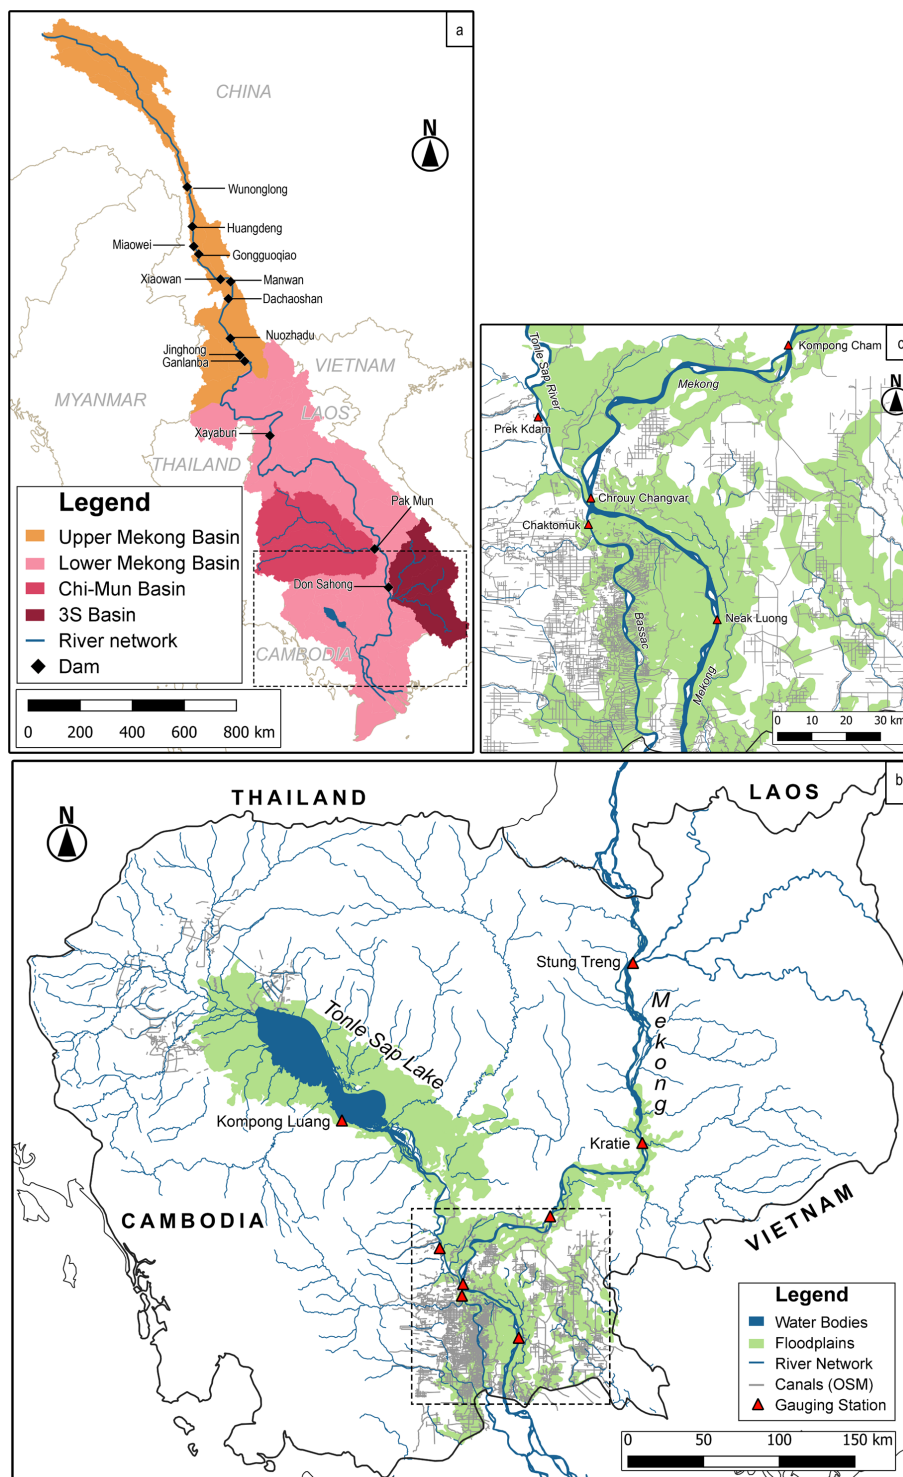 a
CHINA
N
Wunonglong
Huangdeng
Miaowei
Gongguoqiao
Xiaowan
Manwan
Dachaoshan
Nuozhadu
Jinghong
Ganlanba
VIETNAM
MYANMAR
LAOS
Xayaburi
THAILAND
Pak Mun
Don Sahong
CAMBODIA
Legend
Upper Mekong Basin
Lower Mekong Basin
Chi-Mun Basin
3S Basin
River network
Dam
0 200 400 600 800 km
c
Tonle Sap River
Kompong Cham
Mekong
N
Prek Kdam
Chrouy Changvar
Chaktomuk
Bassac
Neak Luong
Mekong
0 10 20 30 km
b
THAILAND
LAOS
N
Stung Treng
Mekong
Tonle Sap Lake
Kompong Luang
Kratie
CAMBODIA
VIETNAM
Legend
Water Bodies
Floodplains
River Network
Canals (OSM)
Gauging Station
0 50 100 150 km